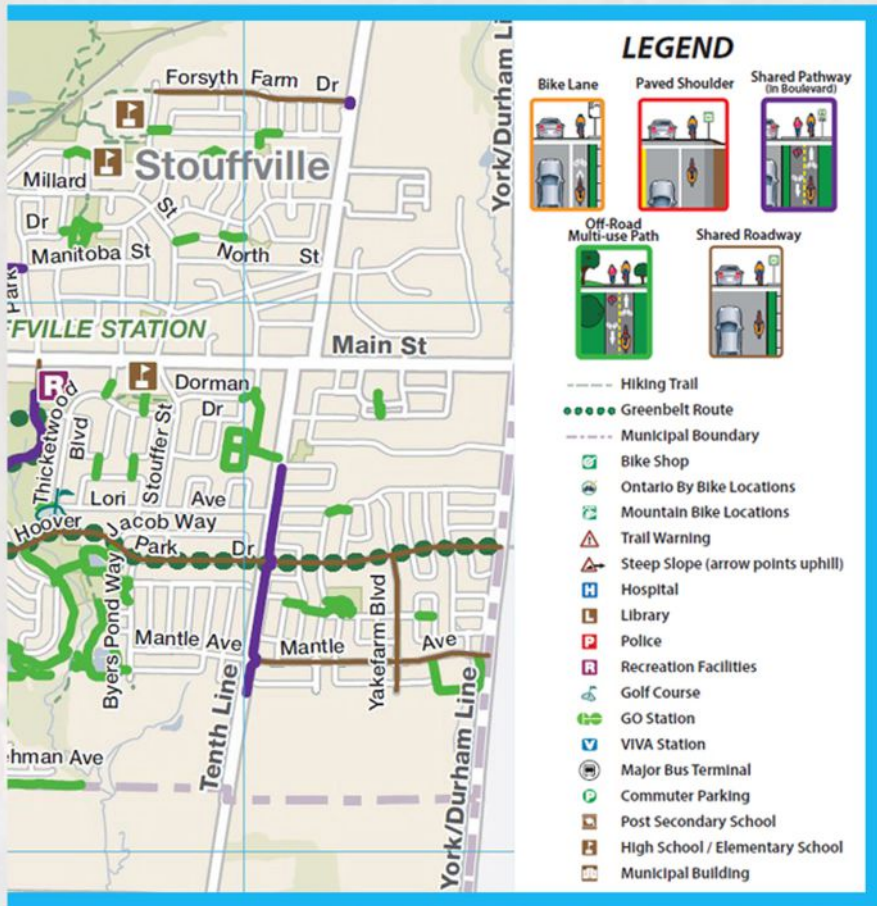 Forsyth Farm Dr
York/Durham Li
Stouffville
Millard
Dr
St
Manitoba St
North St
Park
FFVILLE STATION
Main St
R
Dorman
Dr
Thicketwood
Blvd
Stouffer St
Lori Ave
Hoover
Jacob Way
Park Dr
Byers Pond Way
Mantle Ave
Mantle Ave
Yakefarm Blvd
Tenth Line
York/Durham Line
ehman Ave
LEGEND
Bike Lane
Paved Shoulder
Shared Pathway
(In Boulevard)
Off-Road
Multi-use Path
Shared Roadway
Hiking Trail
Greenbelt Route
Municipal Boundary
Bike Shop
Ontario By Bike Locations
Mountain Bike Locations
Trail Warning
Steep Slope (arrow points uphill)
H Hospital
L Library
P Police
R Recreation Facilities
Golf Course
GO Station
V VIVA Station
Major Bus Terminal
P Commuter Parking
Post Secondary School
High School / Elementary School
Municipal Building